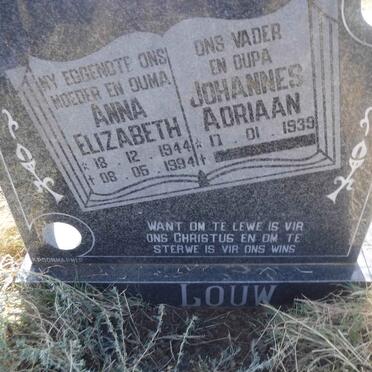 MY EGGENOTE ONS
MOEDER EN OUMA
ANNA
ELIZABETH
* 18 . 12 . 1944
+ 08 . 05 . 1994
ONS VADER
EN OUPA
JOHANNES
ADRIAAN
* 17 . 01 . 1939
+
WANT OM TE LEWE IS VIR
ONS CHRISTUS EN OM TE
STERWE IS VIR ONS WINS
LOUW